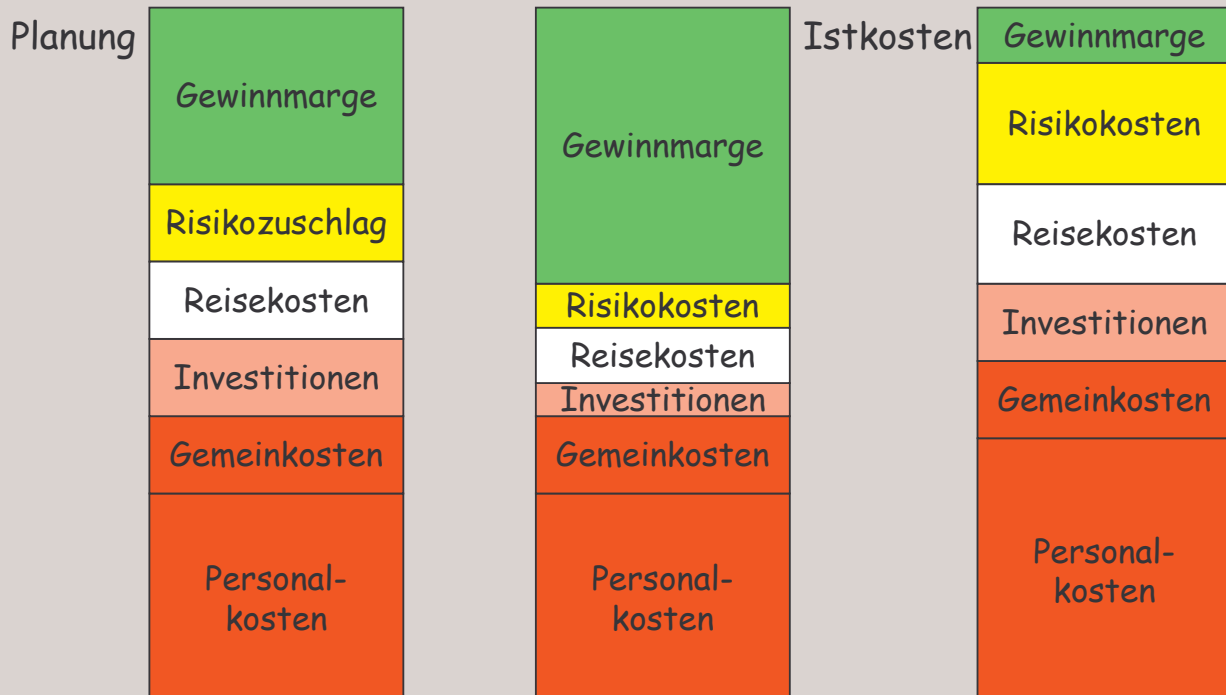 Planung
Gewinnmarge
Risikozuschlag
Reisekosten
Investitionen
Gemeinkosten
Personal-
kosten
Gewinnmarge
Risikokosten
Reisekosten
Investitionen
Gemeinkosten
Personal-
kosten
Istkosten
Gewinnmarge
Risikokosten
Reisekosten
Investitionen
Gemeinkosten
Personal-
kosten